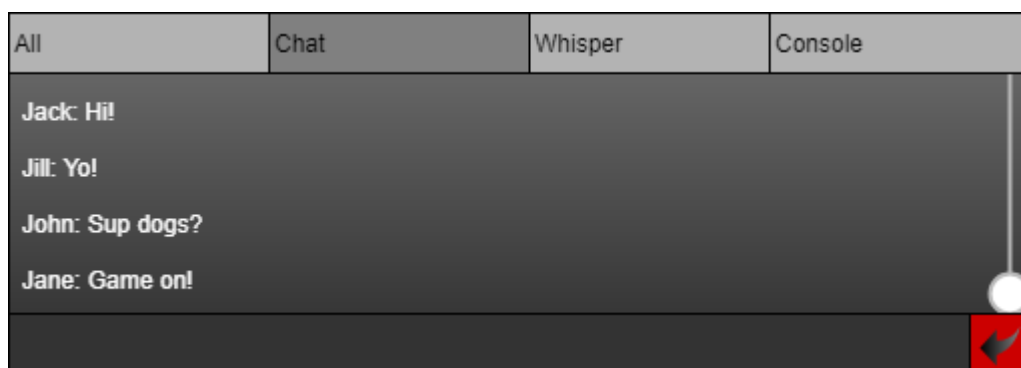 All Chat Whisper Console
Jack: Hi!
Jill: Yo!
John: Sup dogs?
Jane: Game on!